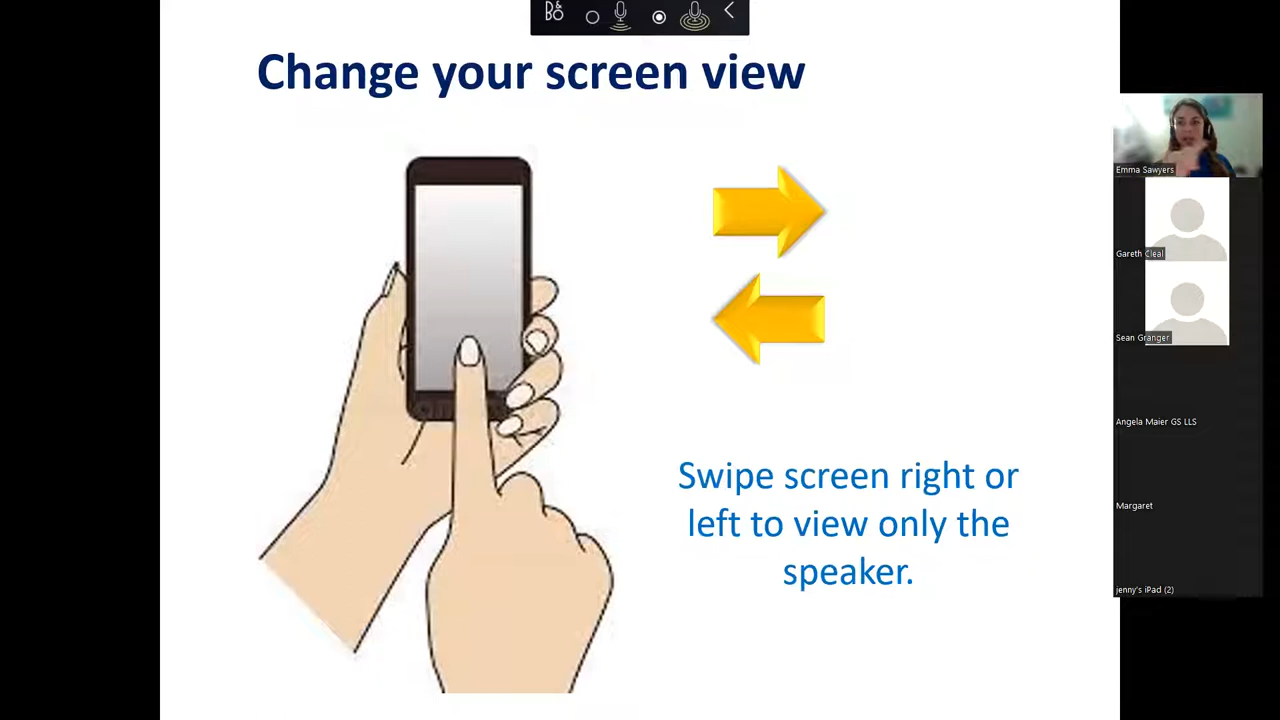 B&O
Change your screen view
Swipe screen right or
left to view only the
speaker.
Emma Sawyers
Gareth Cleal
Sean Granger
Angela Maier GS LLS
Margaret
jenny's iPad (2)